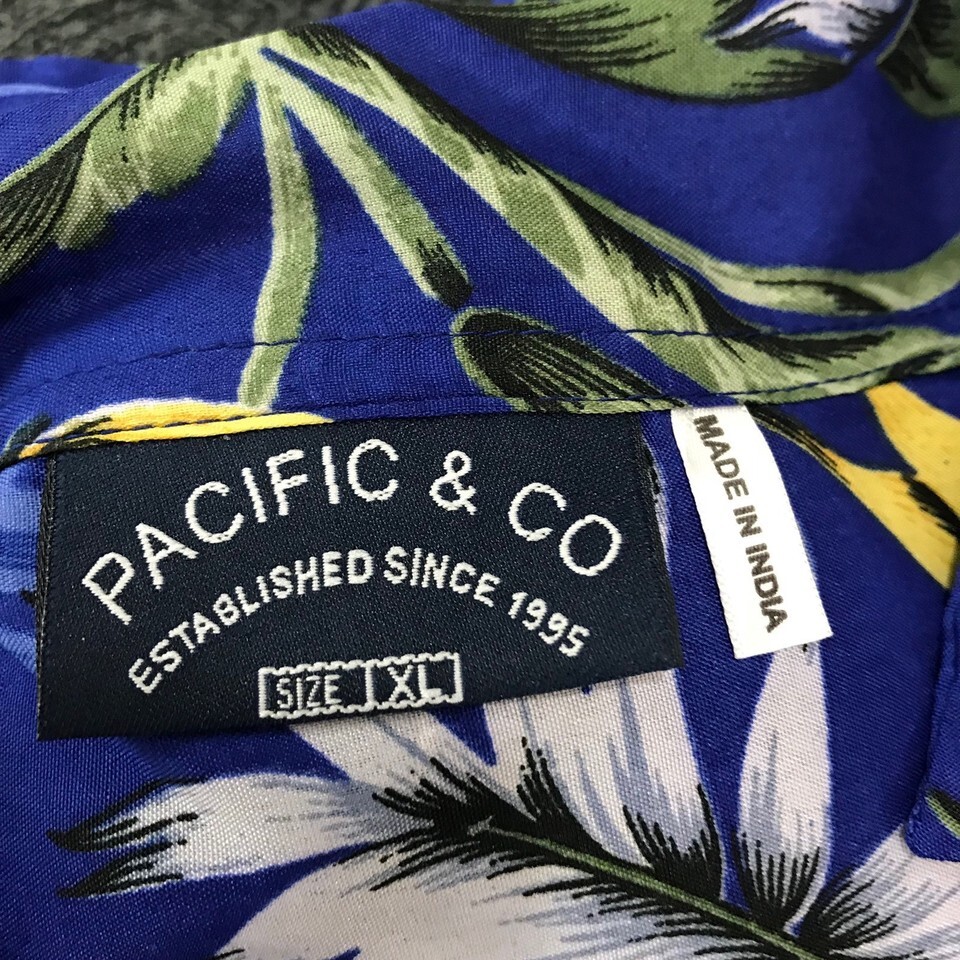 PACIFIC & CO
ESTABLISHED SINCE 1995
SIZE XL
MADE IN INDIA